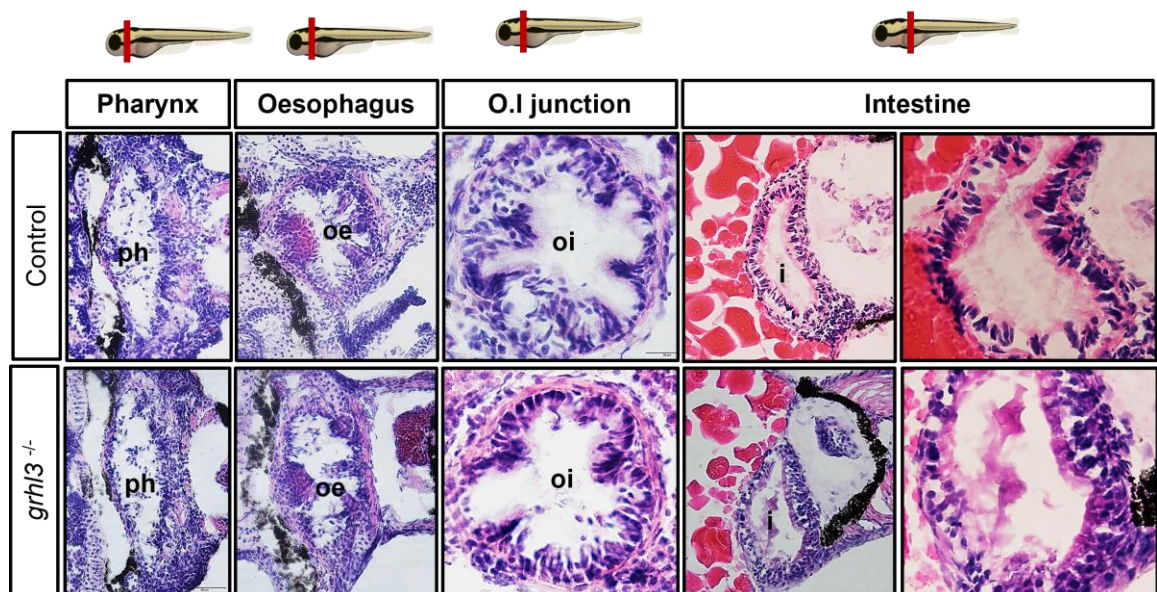 Pharynx
Oesophagus
O.I junction
Intestine
Control
ph
oe
oi
i
grhl3 -/-
ph
oe
oi
i